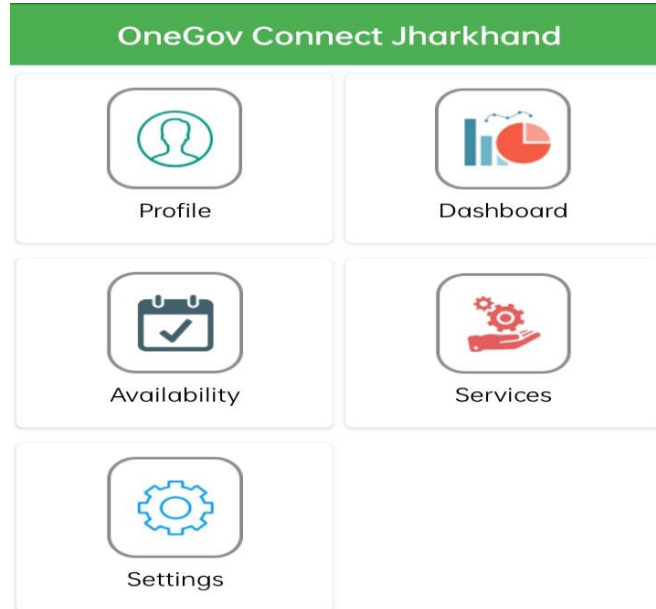 OneGov Connect Jharkhand
Profile
Dashboard
Availability
Services
Settings